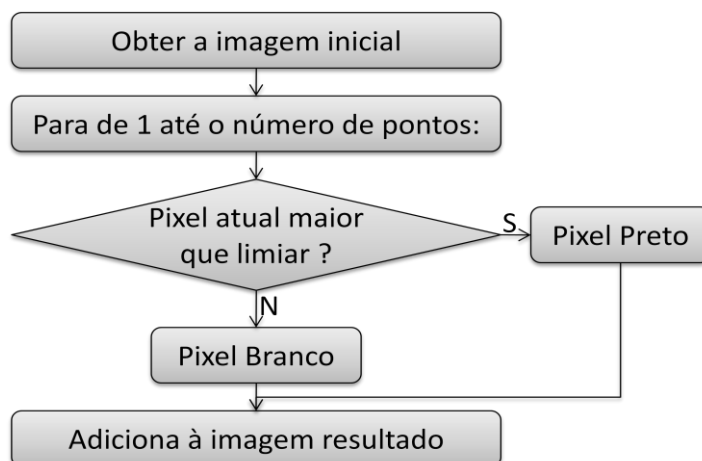 Obter a imagem inicial
Para de 1 até o número de pontos:
Pixel atual maior
que limiar ?
S
Pixel Preto
N
Pixel Branco
Adiciona à imagem resultado